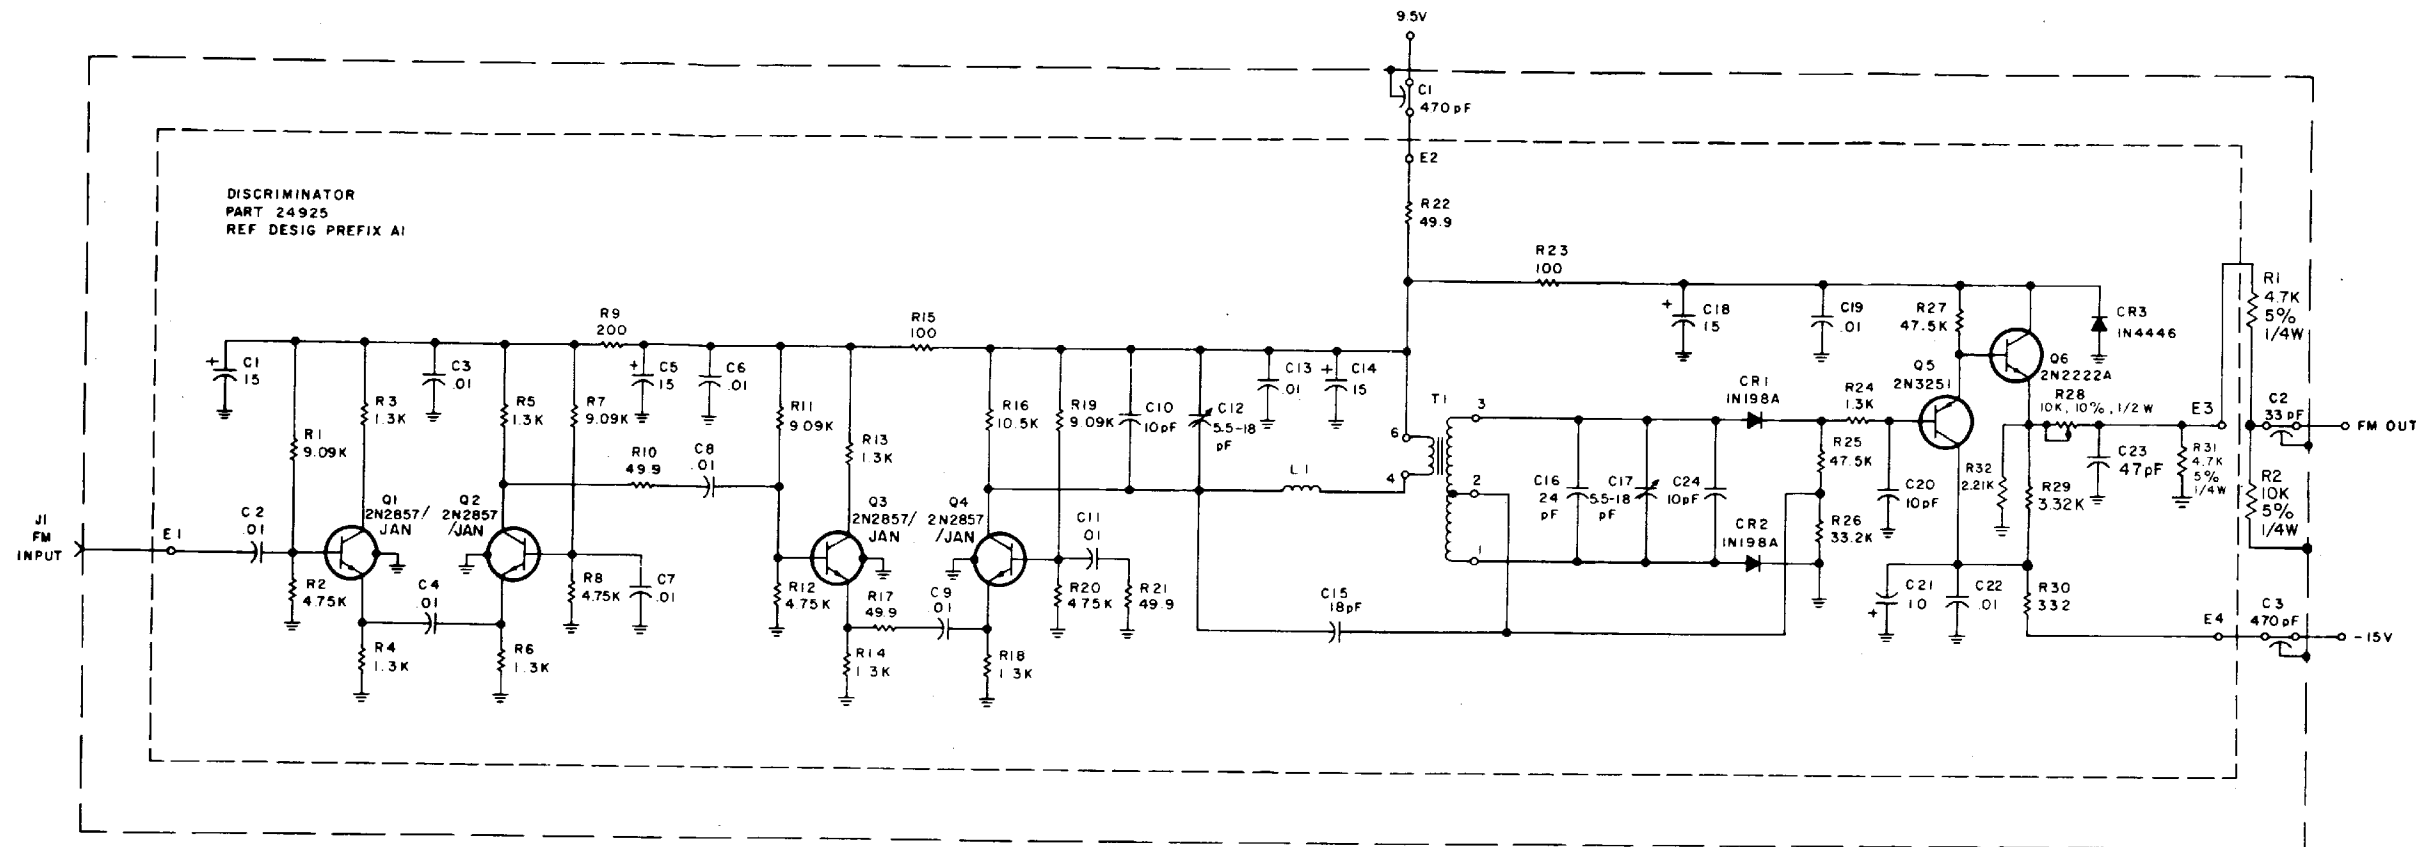 9.5V
C1
470pF
E2
DISCRIMINATOR
PART 24925
REF DESIG PREFIX A1
R22
49.9
R23
100
R1
4.7K
5%
1/4W
R9
200
R15
100
C18
15
C19
.01
R27
47.5K
CR3
1N4446
C1
15
C3
.01
C5
15
C6
.01
C13
.01
C14
15
Q5
2N3251
Q6
2N2222A
R3
1.3K
R5
1.3K
R7
9.09K
R11
9.09K
R16
10.5K
C10
10pF
R19
9.09K
C12
5.5-18
pF
T1
3
CR1
1N198A
R24
1.3K
R28
10K, 10%, 1/2W
E3
C2
33pF
FM OUT
R1
9.09K
R13
1.3K
6
R10
49.9
C8
.01
L1
4
2
C16
24
pF
C17
5.5-18
pF
C24
10pF
R25
47.5K
C20
10pF
R32
2.21K
R29
3.32K
C23
47pF
R31
4.7K
5%
1/4W
R2
10K
5%
1/4W
J1
FM
INPUT
E1
C2
.01
Q1
2N2857/
JAN
Q2
2N2857
/JAN
Q3
2N2857/
JAN
Q4
2N2857
/JAN
C11
.01
1
CR2
1N198A
R26
33.2K
R2
4.75K
C4
.01
R8
4.75K
C7
.01
R12
4.75K
R17
49.9
C9
.01
R20
4.75K
R21
49.9
C15
18pF
C21
10
C22
.01
R30
332
E4
C3
470pF
-15V
R4
1.3K
R6
1.3K
R14
1.3K
R18
1.3K